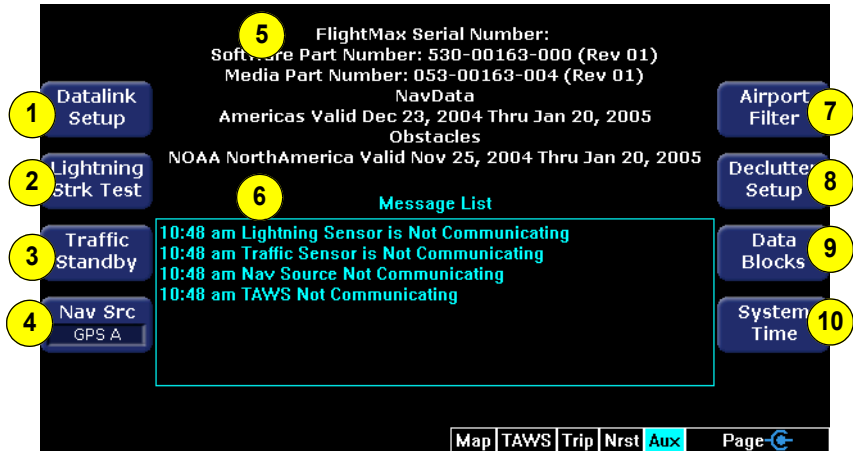 5
FlightMax Serial Number:
Software Part Number: 530-00163-000 (Rev 01)
Media Part Number: 053-00163-004 (Rev 01)
NavData
Americas Valid Dec 23, 2004 Thru Jan 20, 2005
Obstacles
NOAA NorthAmerica Valid Nov 25, 2004 Thru Jan 20, 2005
1
Datalink
Setup
2
Lightning
Strk Test
3
Traffic
Standby
4
Nav Src
GPS A
6
Message List
10:48 am Lightning Sensor is Not Communicating
10:48 am Traffic Sensor is Not Communicating
10:48 am Nav Source Not Communicating
10:48 am TAWS Not Communicating
Airport
Filter
7
Declutter
Setup
8
Data
Blocks
9
System
Time
10
Map TAWS Trip Nrst Aux Page